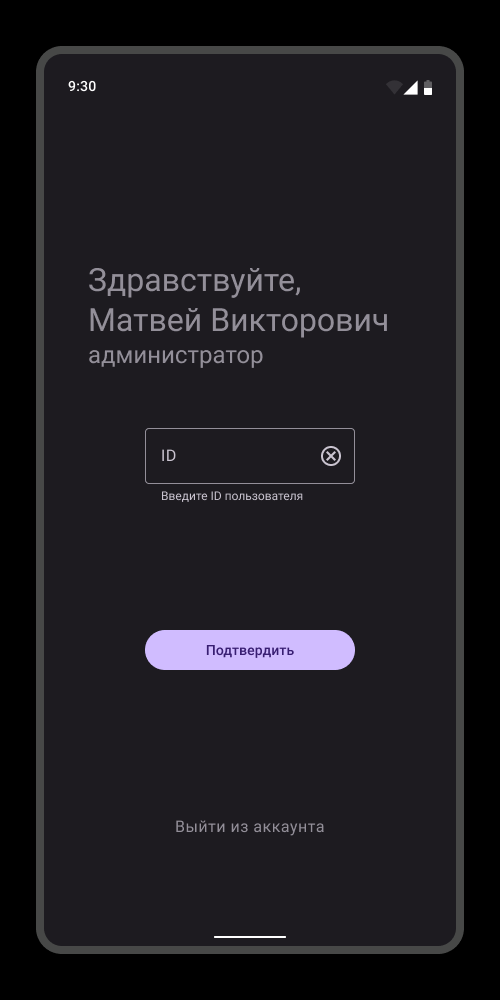 9:30
Здравствуйте,
Матвей Викторович
администратор
ID
Введите ID пользователя
Подтвердить
Выйти из аккаунта